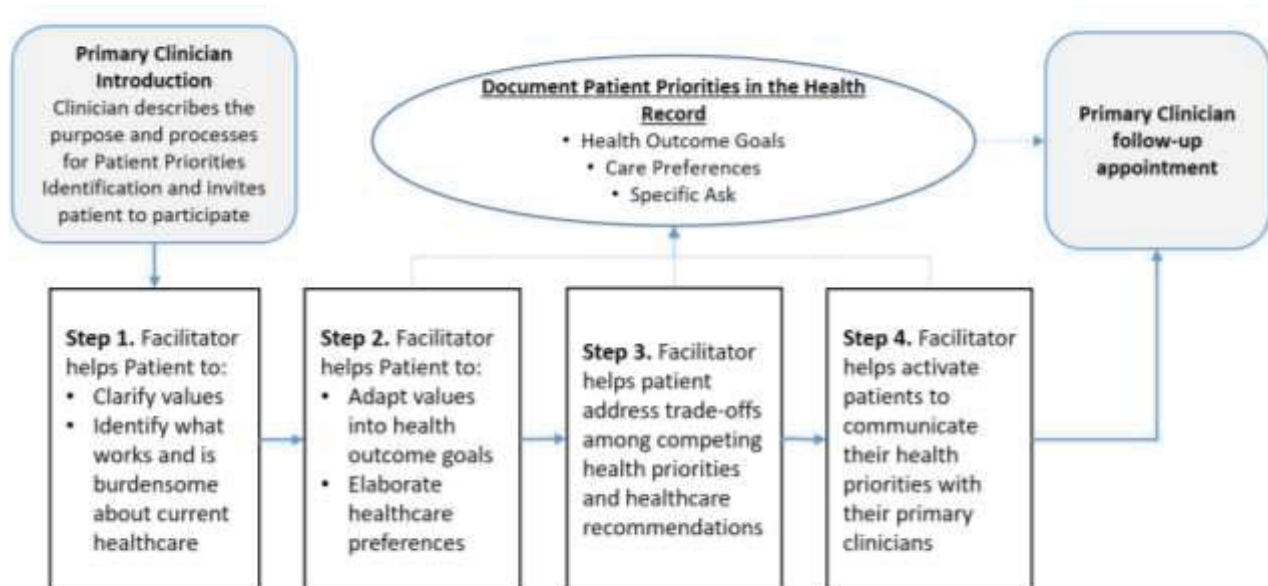 Primary Clinician
Introduction
Clinician describes the
purpose and processes
for Patient Priorities
Identification and invites
patient to participate
Document Patient Priorities in the Health
Record
• Health Outcome Goals
• Care Preferences
• Specific Ask
Primary Clinician
follow-up
appointment
Step 1. Facilitator
helps Patient to:
• Clarify values
• Identify what
works and is
burdensome
about current
healthcare
Step 2. Facilitator
helps Patient to:
• Adapt values
into health
outcome goals
• Elaborate
healthcare
preferences
Step 3. Facilitator
helps patient
address trade-offs
among competing
health priorities
and healthcare
recommendations
Step 4. Facilitator
helps activate
patients to
communicate
their health
priorities with
their primary
clinicians